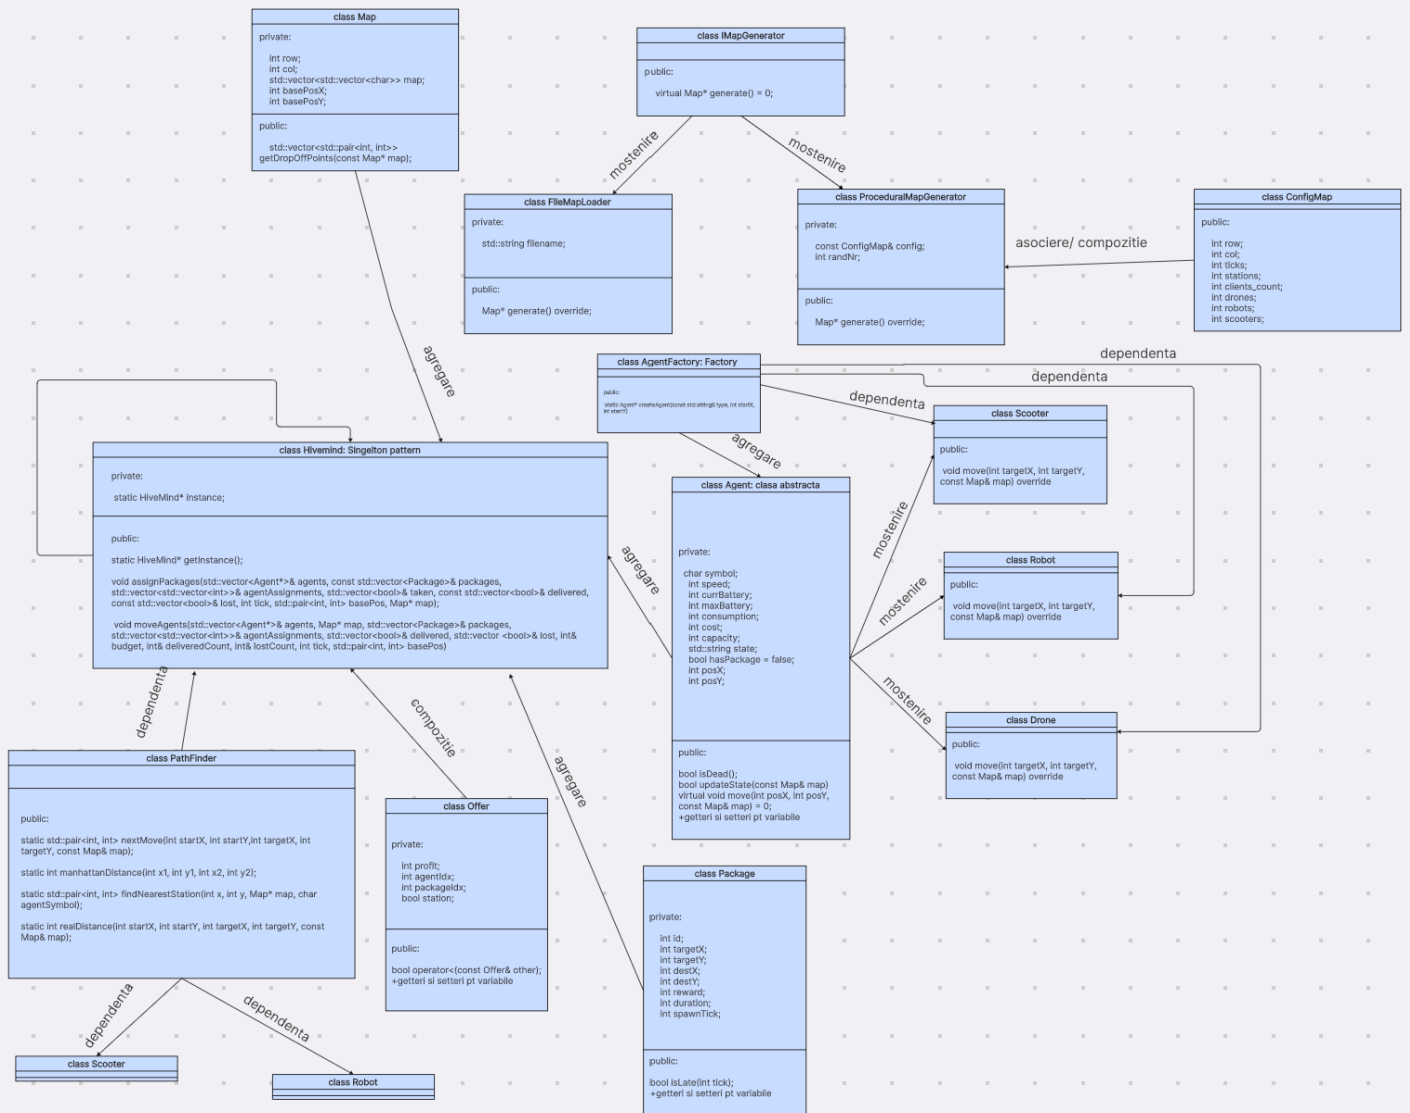 class Map
private:
int row;
int col;
std::vector<std::vector<char>> map;
int basePosX;
int basePosY;
public:
std::vector<std::pair<int, int>>
getDropOffPoints(const Map* map);
class IMapGenerator
public:
virtual Map* generate() = 0;
mostenire
mostenire
class FileMapLoader
private:
std::string filename;
public:
Map* generate() override;
class ProceduralMapGenerator
private:
const ConfigMap& config;
int randNr;
public:
Map* generate() override;
asociere/ compozitie
class ConfigMap
public:
int row;
int col;
int ticks;
int stations;
int clients_count;
int drones;
int robots;
int scooters;
agregare
class AgentFactory: Factory
public:
static Agent* createAgent(const std::string& type, int startX,
int startY)
dependenta
dependenta
dependenta
agregare
class Scooter
public:
void move(int targetX, int targetY,
const Map& map) override
class Hivemind: Singelton pattern
private:
static HiveMind* instance;
public:
static HiveMind* getInstance();
void assignPackages(std::vector<Agent*>& agents, const std::vector<Package>& packages,
std::vector<std::vector<int>>& agentAssignments, std::vector<bool>& taken, const std::vector<bool>& delivered,
const std::vector<bool>& lost, int tick, std::pair<int, int> basePos, Map* map);
void moveAgents(std::vector<Agent*>& agents, Map* map, std::vector<Package>& packages,
std::vector<std::vector<int>>& agentAssignments, std::vector<bool>& delivered, std::vector <bool>& lost, int&
budget, int& deliveredCount, int& lostCount, int tick, std::pair<int, int> basePos)
agregare
class Agent: clasa abstracta
private:
char symbol;
int speed;
int currBattery;
int maxBattery;
int consumption;
int cost;
int capacity;
std::string state;
bool hasPackage = false;
int posX;
int posY;
public:
bool isDead();
bool updateState(const Map& map)
virtual void move(int posX, int posY,
const Map& map) = 0;
+getteri si setteri pt variabile
mostenire
mostenire
mostenire
class Robot
public:
void move(int targetX, int targetY,
const Map& map) override
class Drone
public:
void move(int targetX, int targetY,
const Map& map) override
dependenta
compozitie
agregare
class PathFinder
public:
static std::pair<int, int> nextMove(int startX, int startY,int targetX, int
targetY, const Map& map);
static int manhattanDistance(int x1, int y1, int x2, int y2);
static std::pair<int, int> findNearestStation(int x, int y, Map* map, char
agentSymbol);
static int realDistance(int startX, int startY, int targetX, int targetY, const
Map& map);
class Offer
private:
int profit;
int agentIdx;
int packageIdx;
bool station;
public:
bool operator<(const Offer& other);
+getteri si setteri pt variabile
class Package
private:
int id;
int targetX;
int targetY;
int destX;
int destY;
int reward;
int duration;
int spawnTick;
public:
bool isLate(int tick);
+getteri si setteri pt variabile
dependenta
dependenta
class Scooter
class Robot